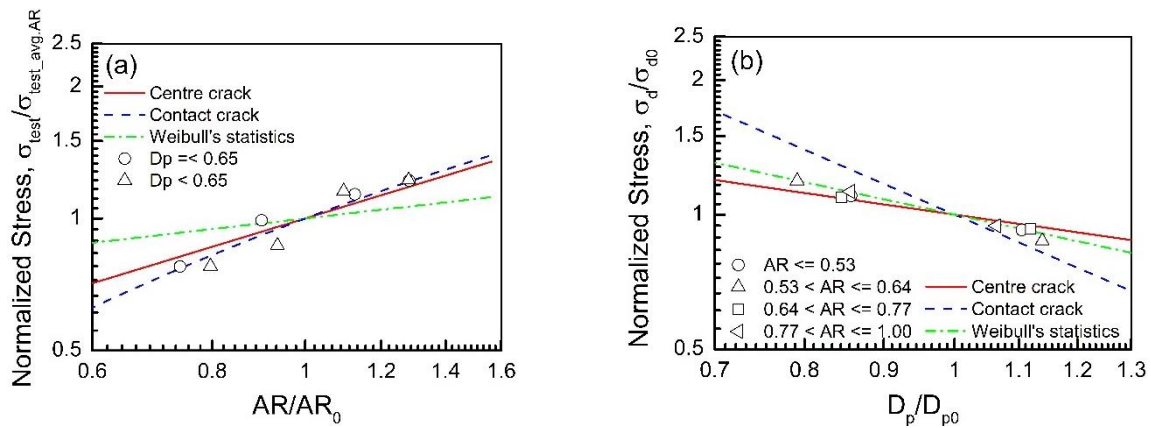 2.5
2
1.5
1
0.5
(a)
Centre crack
Contact crack
Weibull's statistics
Dp =< 0.65
Dp < 0.65
0.6 0.8 1 1.2 1.4 1.6
AR/AR0
Normalized Stress, σtest/σtest_avg.AR
2.5
2
1.5
1
0.5
(b)
AR <= 0.53
0.53 < AR <= 0.64
0.64 < AR <= 0.77
0.77 < AR <= 1.00
Centre crack
Contact crack
Weibull's statistics
0.7 0.8 0.9 1 1.1 1.2 1.3
Dp/Dp0
Normalized Stress, σd/σd0